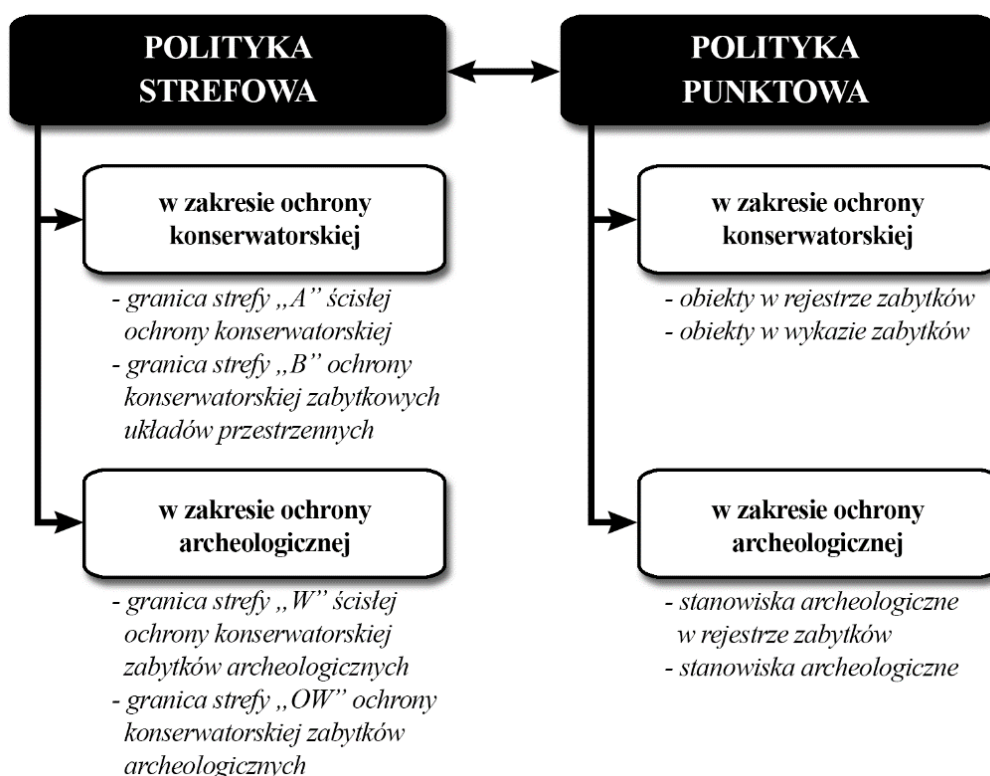 POLITYKA
STREFOWA
w zakresie ochrony
konserwatorskiej
- granica strefy „A” ścisłej
ochrony konserwatorskiej
- granica strefy „B” ochrony
konserwatorskiej zabytkowych
układów przestrzennych
w zakresie ochrony
archeologicznej
- granica strefy „W” ścisłej
ochrony konserwatorskiej
zabytków archeologicznych
- granica strefy „OW” ochrony
konserwatorskiej zabytków
archeologicznych
POLITYKA
PUNKTOWA
w zakresie ochrony
konserwatorskiej
- obiekty w rejestrze zabytków
- obiekty w wykazie zabytków
w zakresie ochrony
archeologicznej
- stanowiska archeologiczne
w rejestrze zabytków
- stanowiska archeologiczne